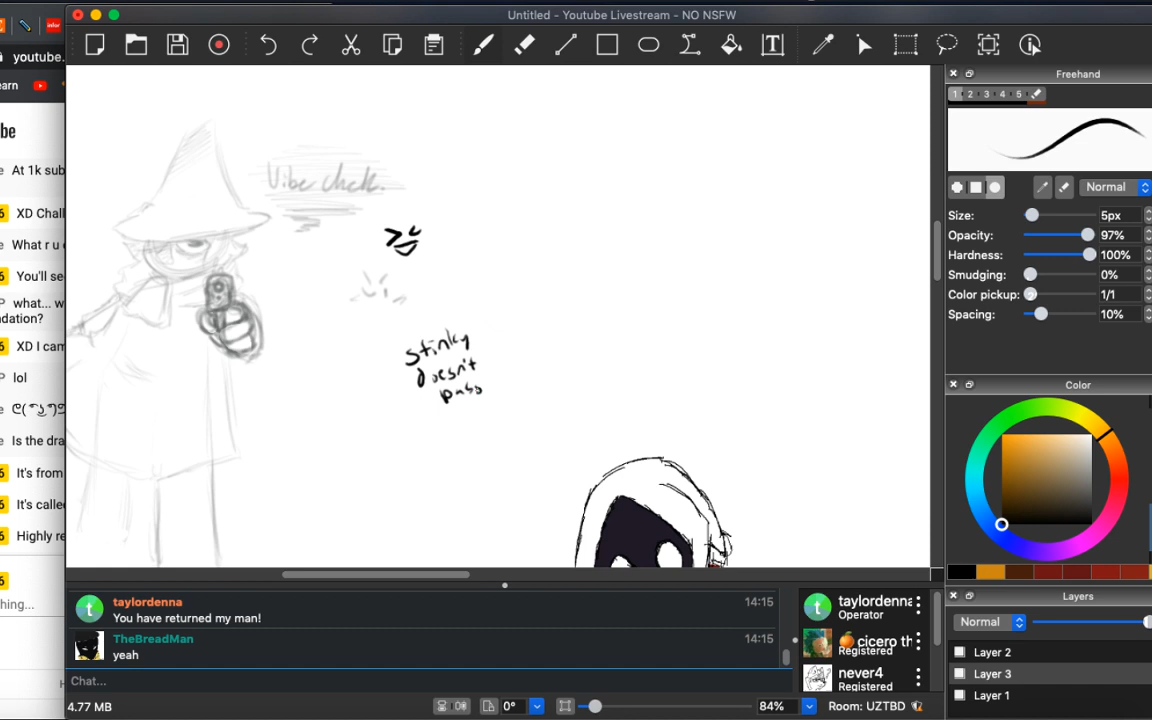 Untitled - Youtube Livestream - NO NSFW
youtube.
earn
be
At 1k sub
XD Chall
What r u
You'll se
what... w
dation?
XD I cam
lol
Is the dra
It's from
It's calle
Highly re
thing...
Vibe chck.
stinky
doesn't
pass
Freehand
1 2 3 4 5
Normal
Size: 5px
Opacity: 97%
Hardness: 100%
Smudging: 0%
Color pickup: 1/1
Spacing: 10%
Color
Layers
Normal
Layer 2
Layer 3
Layer 1
t taylordenna 14:15
You have returned my man!
TheBreadMan 14:15
yeah
Chat...
t taylordenna
Operator
cicero th
Registered
never4
Registered
4.77 MB
0°
84%
Room: UZTBD